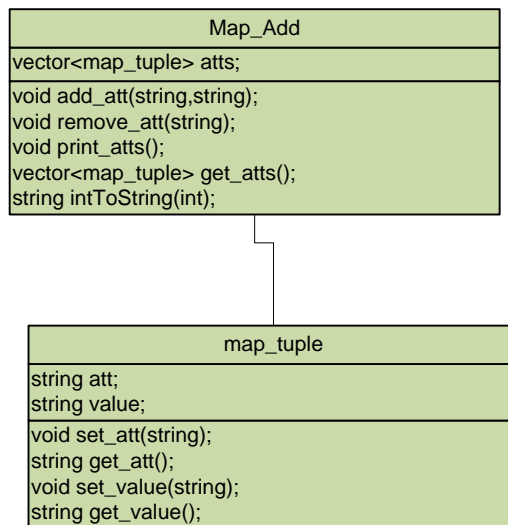 Map_Add
vector<map_tuple> atts;
void add_att(string,string);
void remove_att(string);
void print_atts();
vector<map_tuple> get_atts();
string intToString(int);
map_tuple
string att;
string value;
void set_att(string);
string get_att();
void set_value(string);
string get_value();